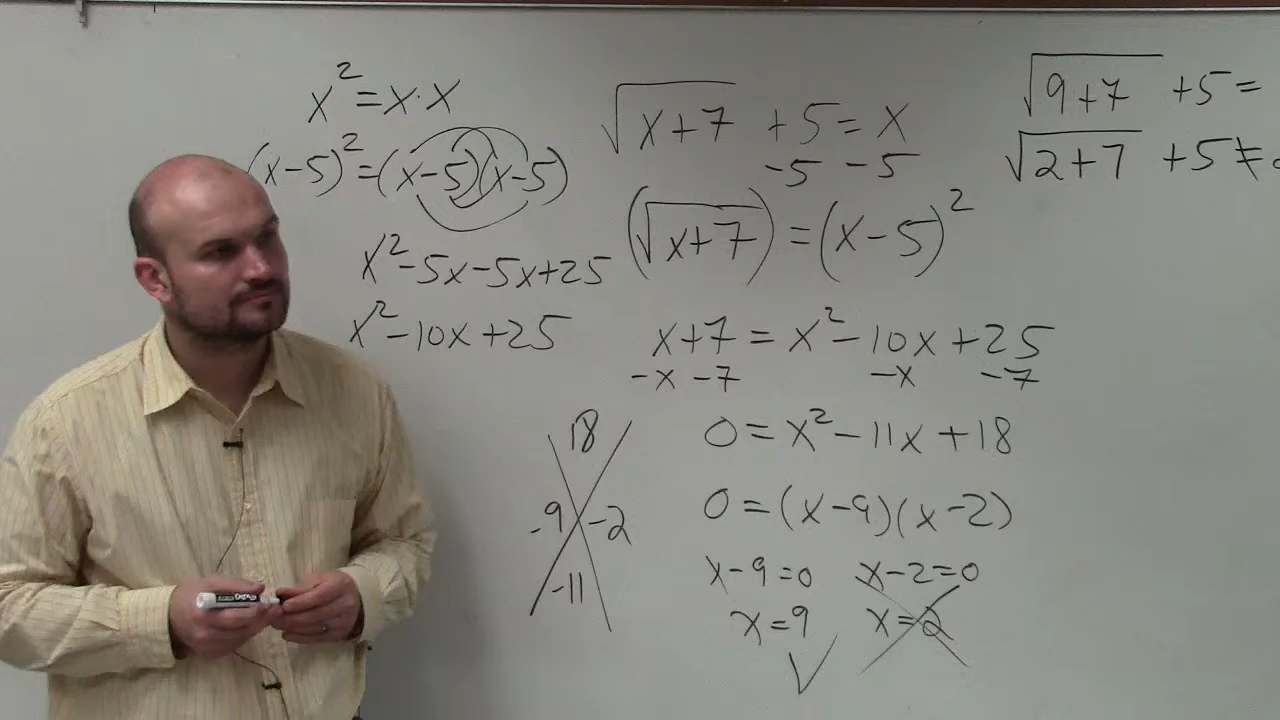 x² = x·x
(x-5)² = (x-5)(x-5)
x² -5x -5x +25
x² -10x +25
√x+7 +5 = x
-5 -5
(√x+7) = (x-5)²
x+7 = x² -10x +25
-x -7 -x -7
0 = x² -11x +18
0 = (x-9)(x-2)
x-9=0 x-2=0
x=9 x=2
√
18
-9 -2
-11
√9+7 +5 =
√2+7 +5 ≠
EXPO